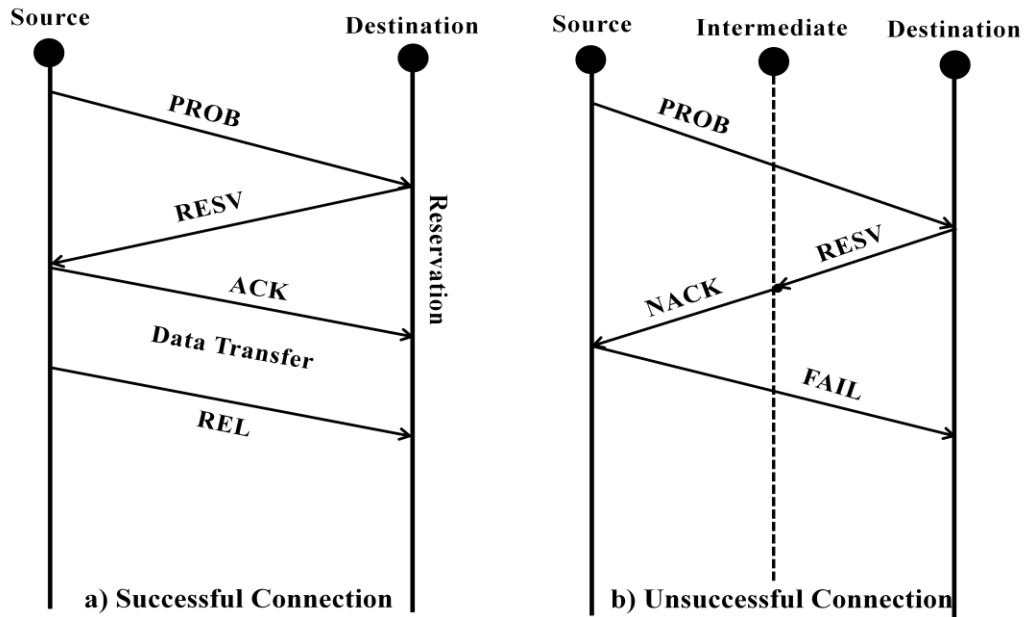 Source
Destination
PROB
RESV
Reservation
ACK
Data Transfer
REL
a) Successful Connection
Source
Intermediate
Destination
PROB
RESV
NACK
FAIL
b) Unsuccessful Connection